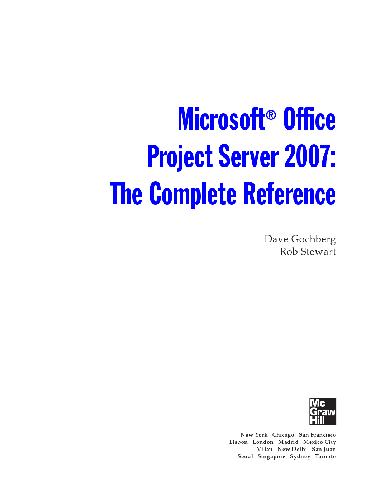 Microsoft® Office
Project Server 2007:
The Complete Reference
Dave Gochberg
Rob Stewart
Mc
Graw
Hill
New York Chicago San Francisco
Lisbon London Madrid Mexico City
Milan New Delhi San Juan
Seoul Singapore Sydney Toronto